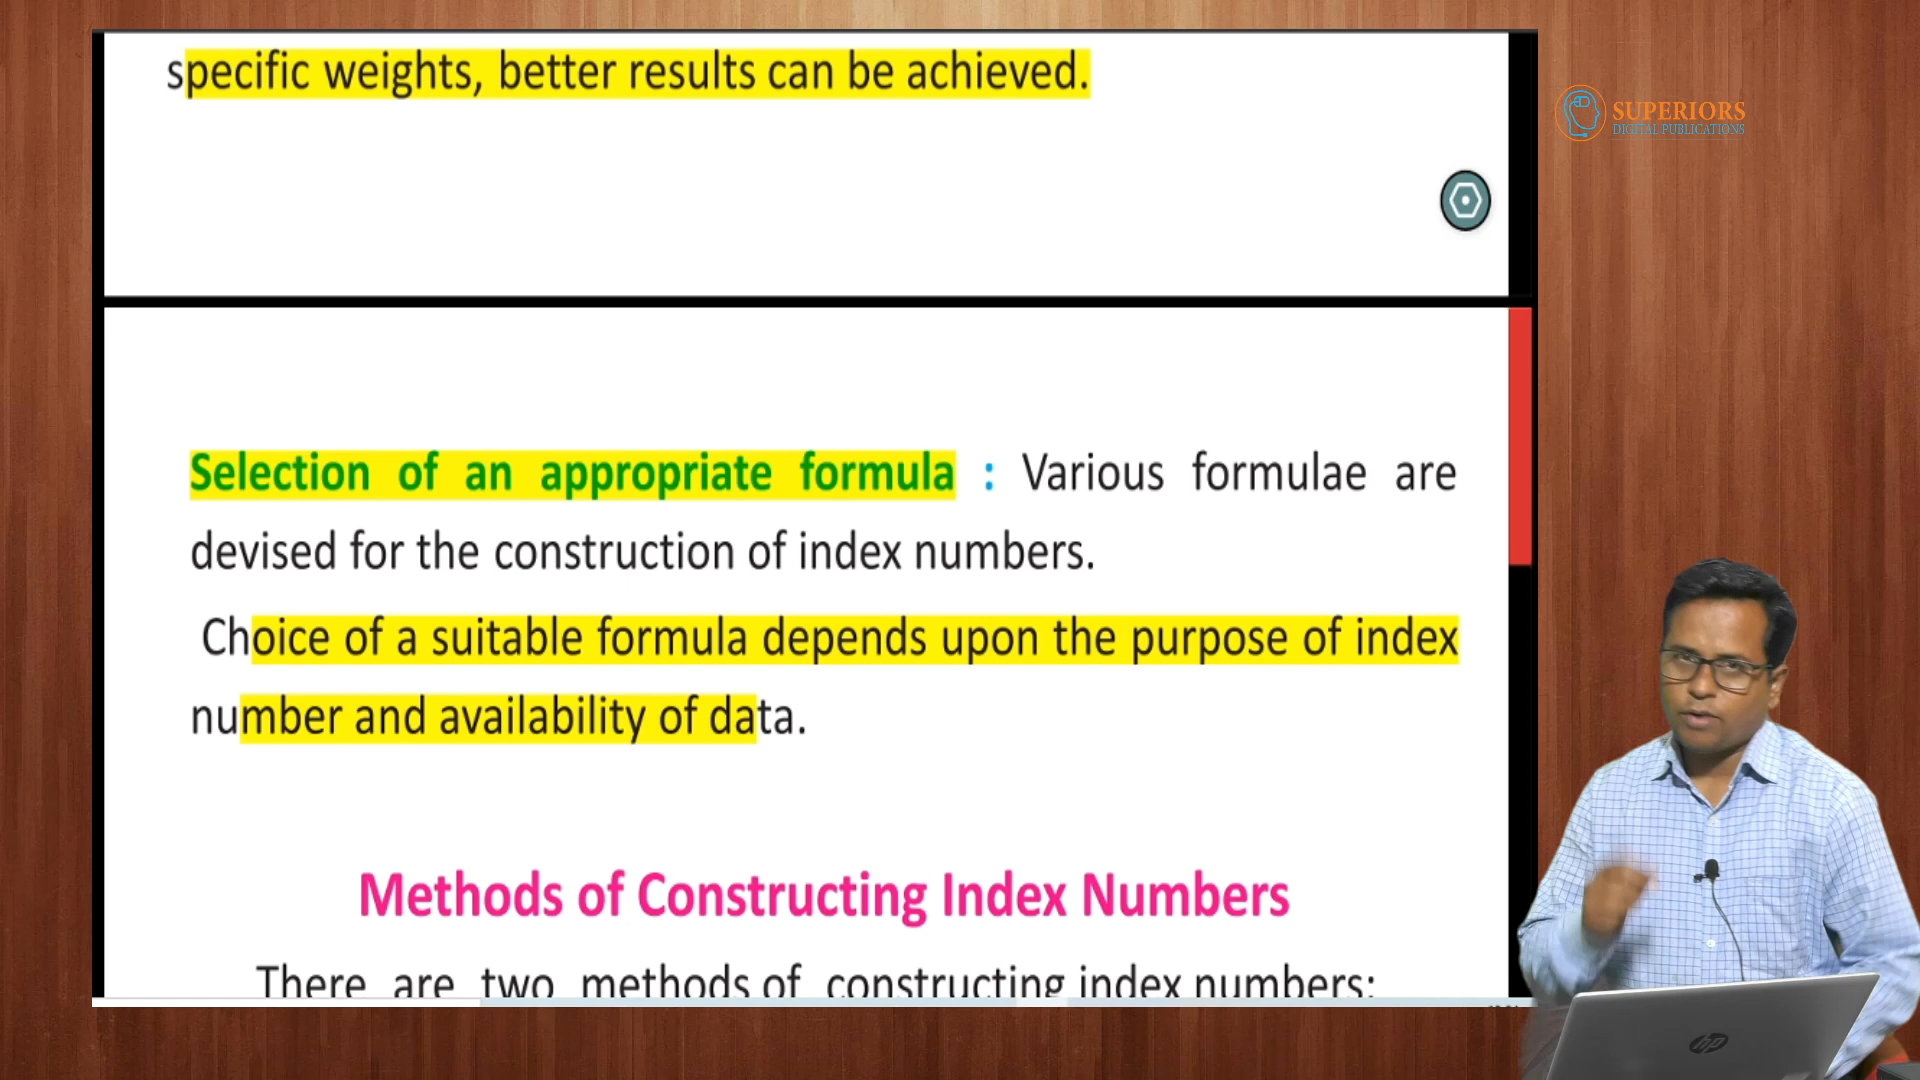 specific weights, better results can be achieved.
SUPERIORS
DIGITAL PUBLICATIONS
Selection of an appropriate formula : Various formulae are
devised for the construction of index numbers.
Choice of a suitable formula depends upon the purpose of index
number and availability of data.
Methods of Constructing Index Numbers
There are two methods of constructing index numbers:
hp